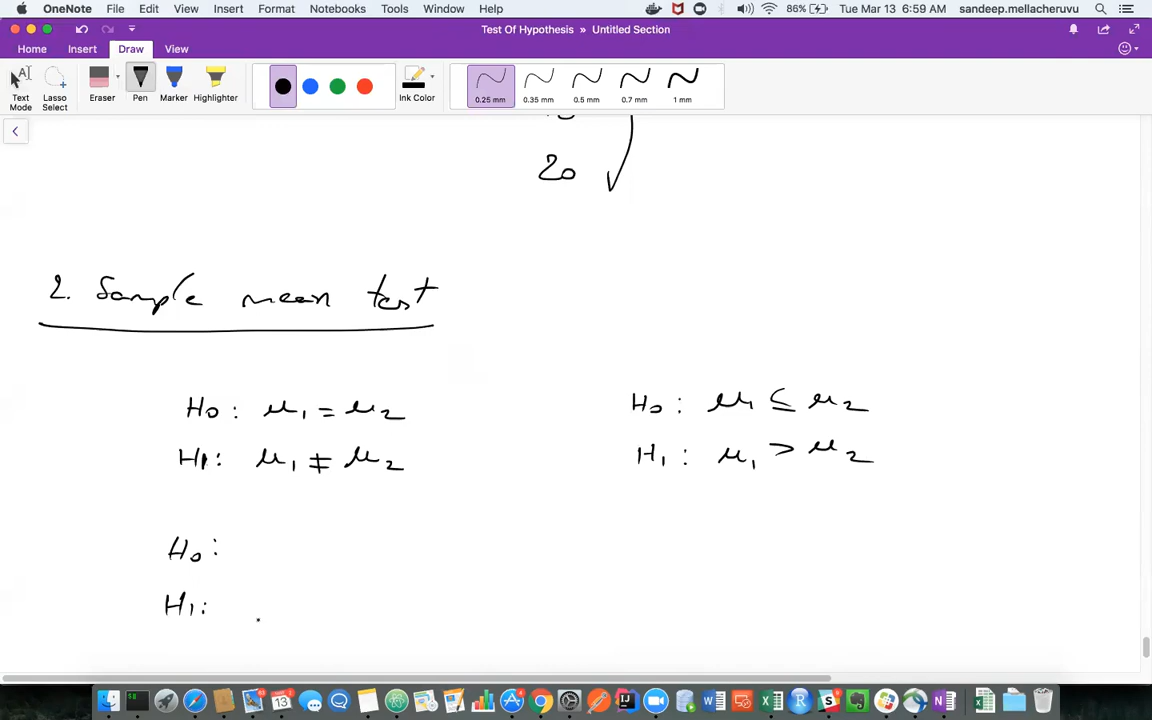 OneNote File Edit View Insert Format Notebooks Tools Window Help 86% Tue Mar 13 6:59 AM sandeep.mellacheruvu
Test Of Hypothesis » Untitled Section
Home Insert Draw View
Text Mode Lasso Select Eraser Pen Marker Highlighter Ink Color 0.25 mm 0.35 mm 0.5 mm 0.7 mm 1 mm
20
2. Sample mean test
H0: μ1 = μ2
H1: μ1 ≠ μ2
H0: μ1 ≤ μ2
H1: μ1 > μ2
H0:
H1: